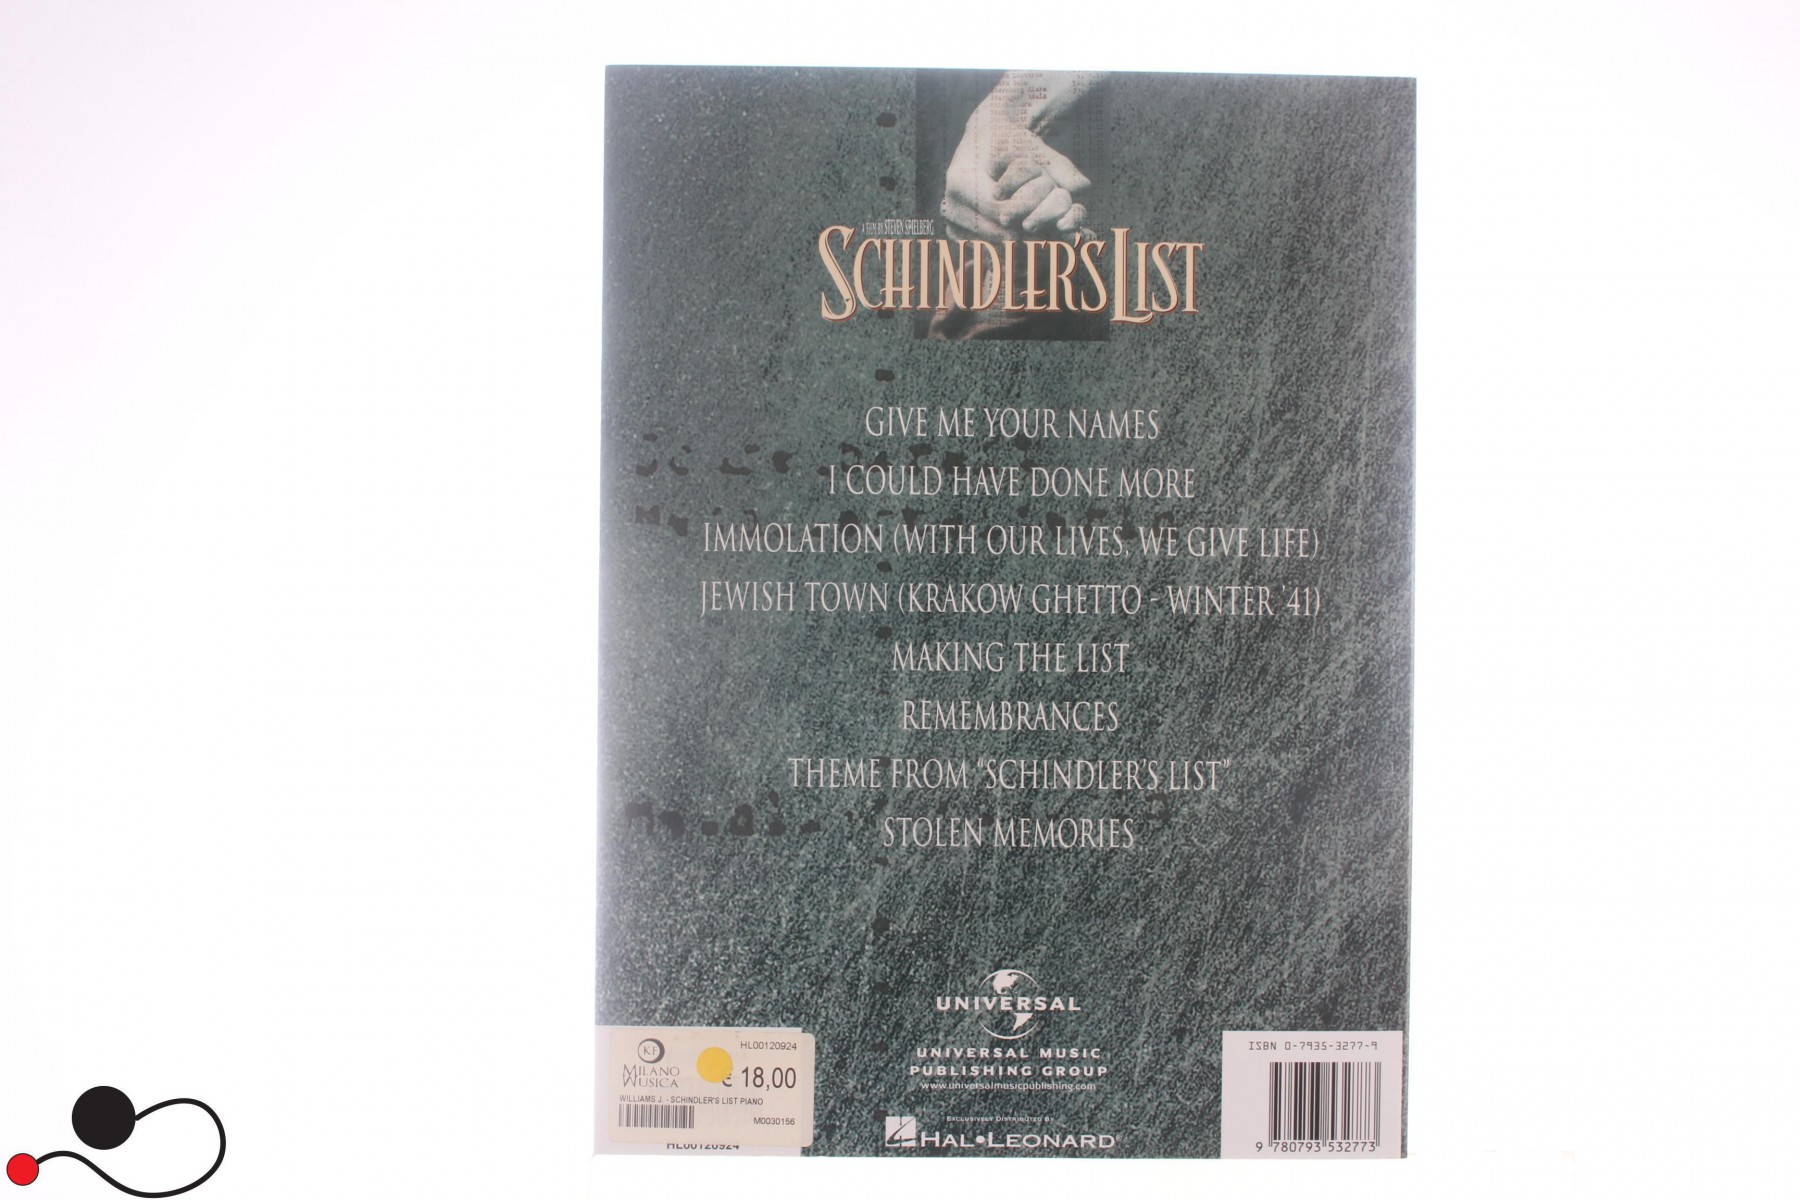 A FILM BY STEVEN SPIELBERG
SCHINDLER'S LIST
GIVE ME YOUR NAMES
I COULD HAVE DONE MORE
IMMOLATION (WITH OUR LIVES, WE GIVE LIFE)
JEWISH TOWN (KRAKOW GHETTO - WINTER '41)
MAKING THE LIST
REMEMBRANCES
THEME FROM "SCHINDLER'S LIST"
STOLEN MEMORIES
UNIVERSAL
UNIVERSAL MUSIC
PUBLISHING GROUP
www.universalmusicpublishing.com
EXCLUSIVELY DISTRIBUTED BY
HAL•LEONARD
KF
MILANO
MUSICA
HL00120924
€ 18,00
WILLIAMS J. - SCHINDLER'S LIST PIANO
M0030156
HL00120924
ISBN 0-7935-3277-9
9 780793 532773